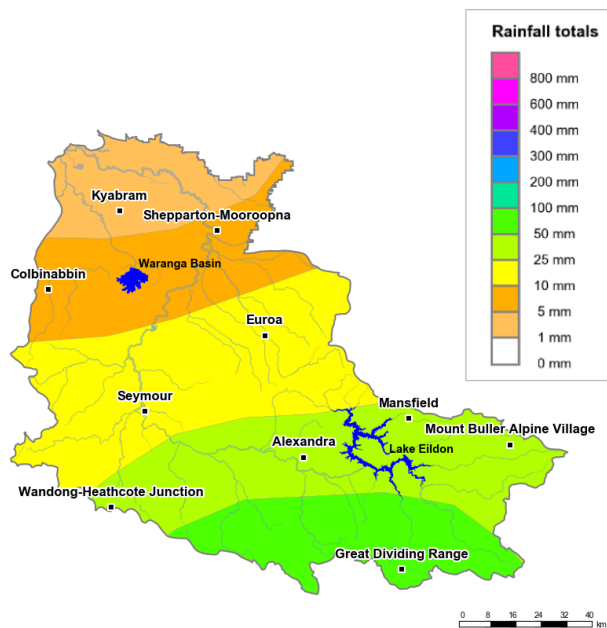 Rainfall totals
800 mm
600 mm
400 mm
300 mm
200 mm
100 mm
50 mm
25 mm
10 mm
5 mm
1 mm
0 mm
Kyabram
Shepparton-Mooroopna
Waranga Basin
Colbinabbin
Euroa
Seymour
Mansfield
Mount Buller Alpine Village
Alexandra
Lake Eildon
Wandong-Heathcote Junction
Great Dividing Range
0 8 16 24 32 40
km